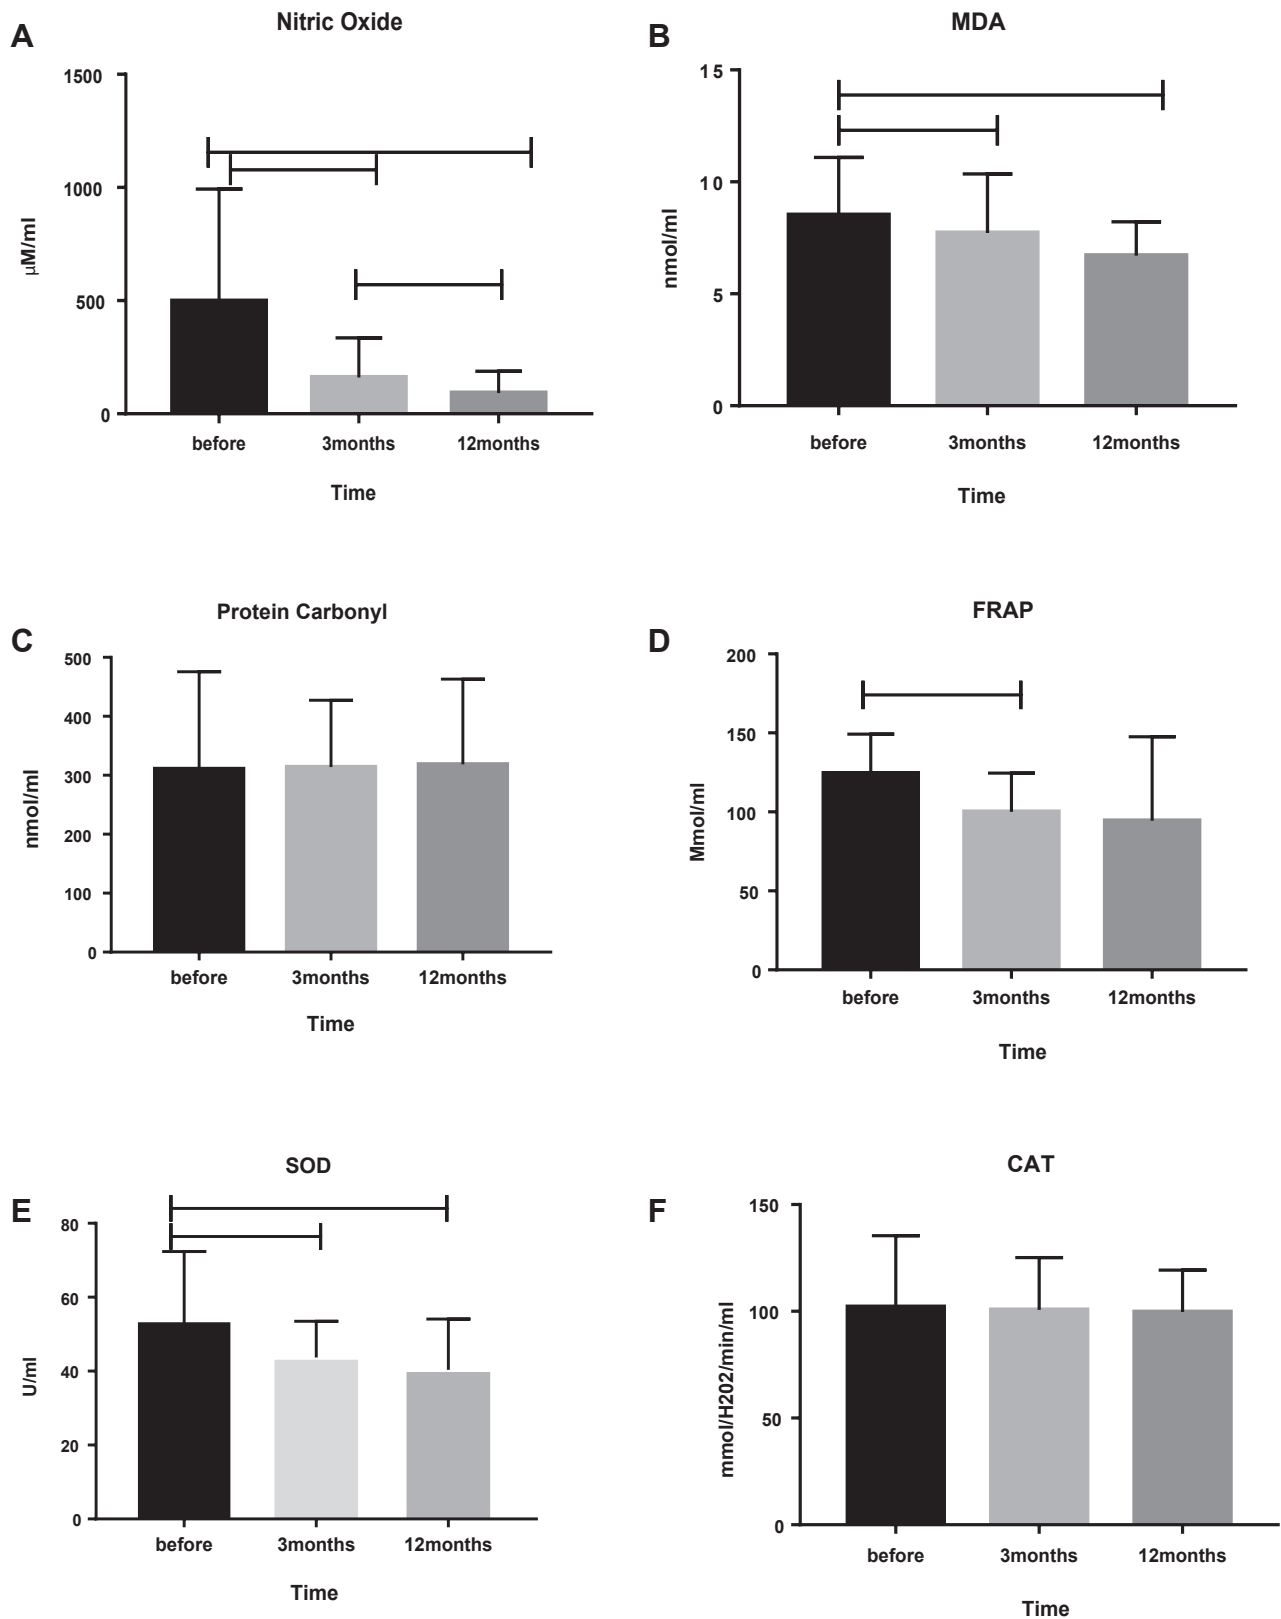 A
Nitric Oxide
1500
1000
500
0
μM/ml
before 3months 12months
Time
B
MDA
15
10
5
0
nmol/ml
before 3months 12months
Time
C
Protein Carbonyl
500
400
300
200
100
0
nmol/ml
before 3months 12months
Time
D
FRAP
200
150
100
50
0
Mmol/ml
before 3months 12months
Time
E
SOD
80
60
40
20
0
U/ml
before 3months 12months
Time
F
CAT
150
100
50
0
mmol/H202/min/ml
before 3months 12months
Time